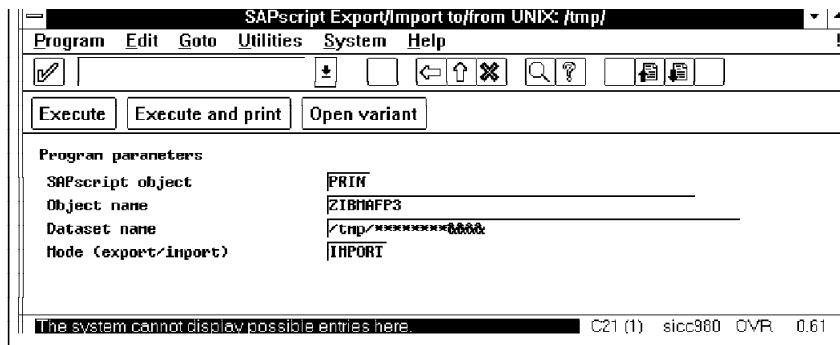 SAPscript Export/Import to/from UNIX: /tmp/
Program Edit Goto Utilities System Help
Execute Execute and print Open variant
Program parameters
SAPscript object PRIN
Object name ZIBMAFP3
Dataset name /tmp/********&&&&
Mode (export/import) IMPORT
The system cannot display possible entries here. C21 (1) sicc980 OVR 0.61